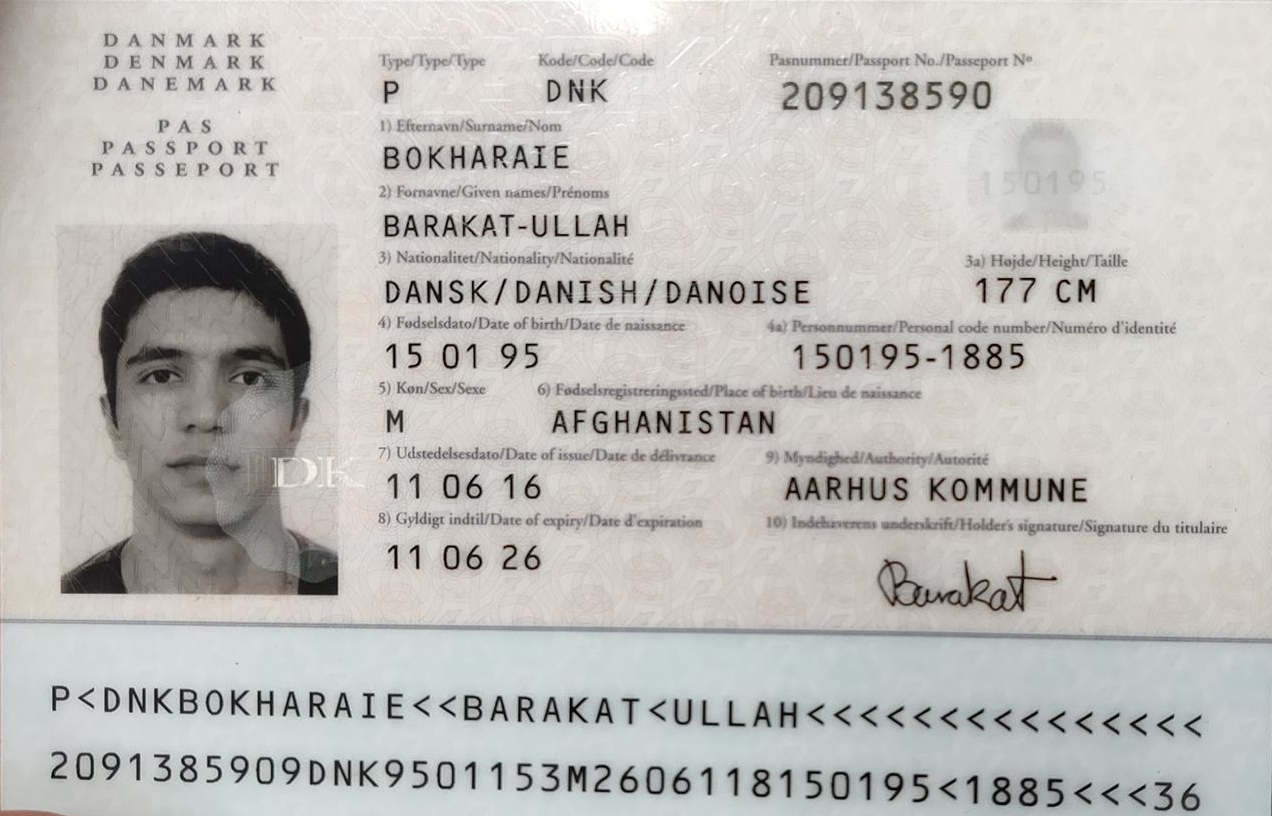 DANMARK
DENMARK
DANEMARK
PAS
PASSPORT
PASSEPORT
Type/Type/Type Kode/Code/Code Pasnummer/Passport No./Passeport Nº
P DNK 209138590
1) Efternavn/Surname/Nom
BOKHARAIE
150195
2) Fornavne/Given names/Prénoms
BARAKAT-ULLAH
3) Nationalitet/Nationality/Nationalité 3a) Højde/Height/Taille
DANSK/DANISH/DANOISE 177 CM
4) Fødselsdato/Date of birth/Date de naissance 4a) Personnummer/Personal code number/Numéro d'identité
15 01 95 150195-1885
5) Køn/Sex/Sexe 6) Fødselsregistreringssted/Place of birth/Lieu de naissance
M AFGHANISTAN
7) Udstedelsesdato/Date of issue/Date de délivrance 9) Myndighed/Authority/Autorité
DK
11 06 16 AARHUS KOMMUNE
8) Gyldigt indtil/Date of expiry/Date d'expiration 10) Indehaverens underskrift/Holder's signature/Signature du titulaire
11 06 26
Barakat
P<DNKBOKHARAIE<<BARAKAT<ULLAH<<<<<<<<<<<<<<<
2091385909DNK9501153M2606118150195<1885<<<36